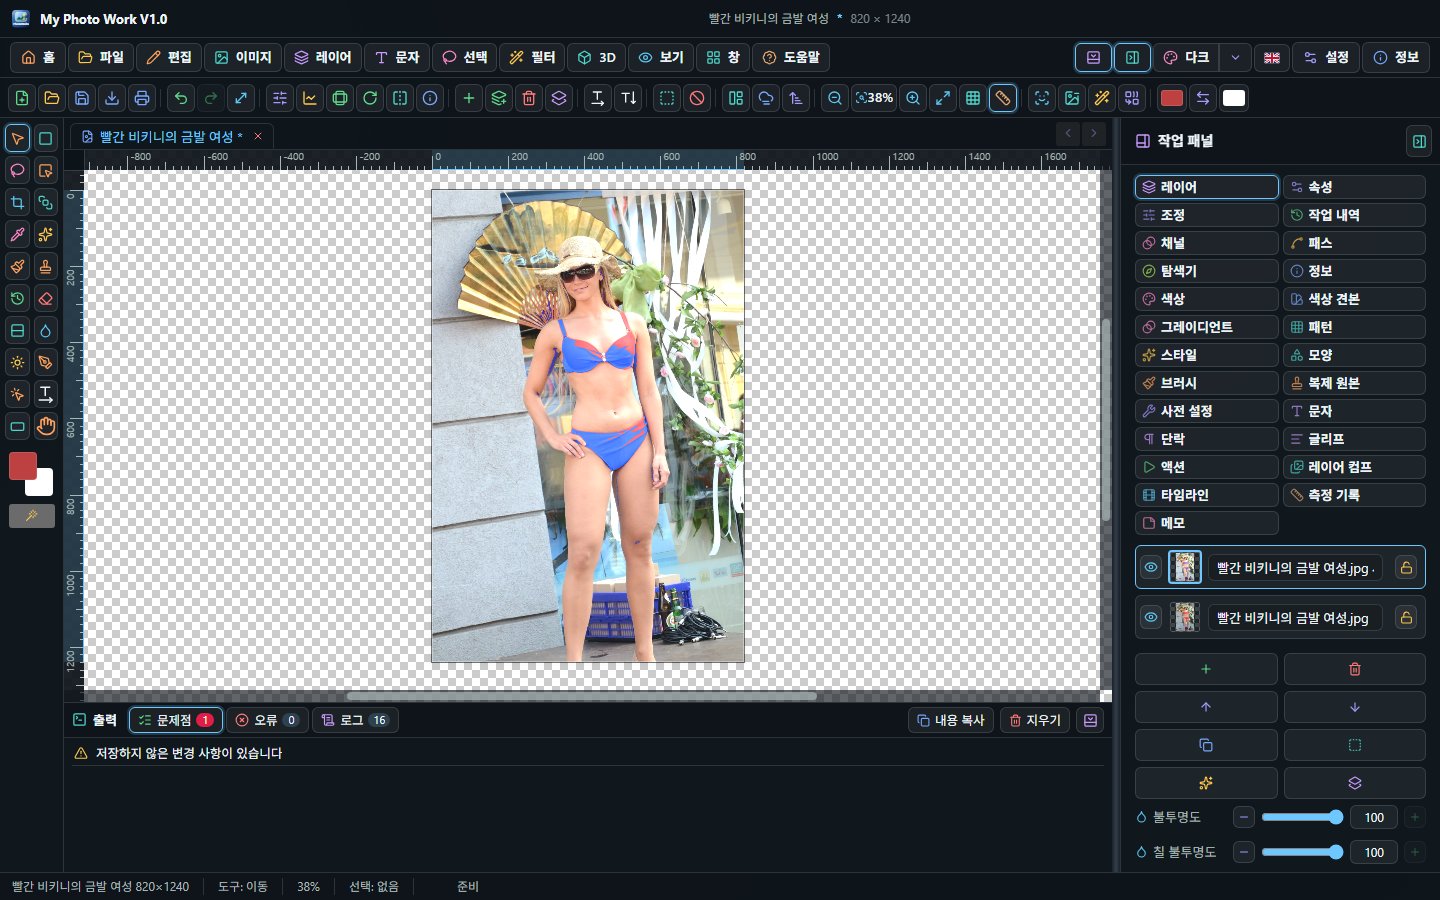 My Photo Work V1.0
빨간 비키니의 금발 여성 * 820 × 1240
홈 파일 편집 이미지 레이어 문자 선택 필터 3D 보기 창 도움말 다크 설정 정보
38%
빨간 비키니의 금발 여성 * ×
-800 -600 -400 -200 0 200 400 600 800 1000 1200 1400 1600
0
200
400
600
800
1000
1200
작업 패널
레이어 속성
조정 작업 내역
채널 패스
탐색기 정보
색상 색상 견본
그레이디언트 패턴
스타일 모양
브러시 복제 원본
사전 설정 문자
단락 글리프
액션 레이어 컴프
타임라인 측정 기록
메모
빨간 비키니의 금발 여성.jpg
빨간 비키니의 금발 여성.jpg
불투명도 100
칠 불투명도 100
출력 문제점 1 오류 0 로그 16 내용 복사 지우기
저장하지 않은 변경 사항이 있습니다
빨간 비키니의 금발 여성 820×1240 도구: 이동 38% 선택: 없음 준비